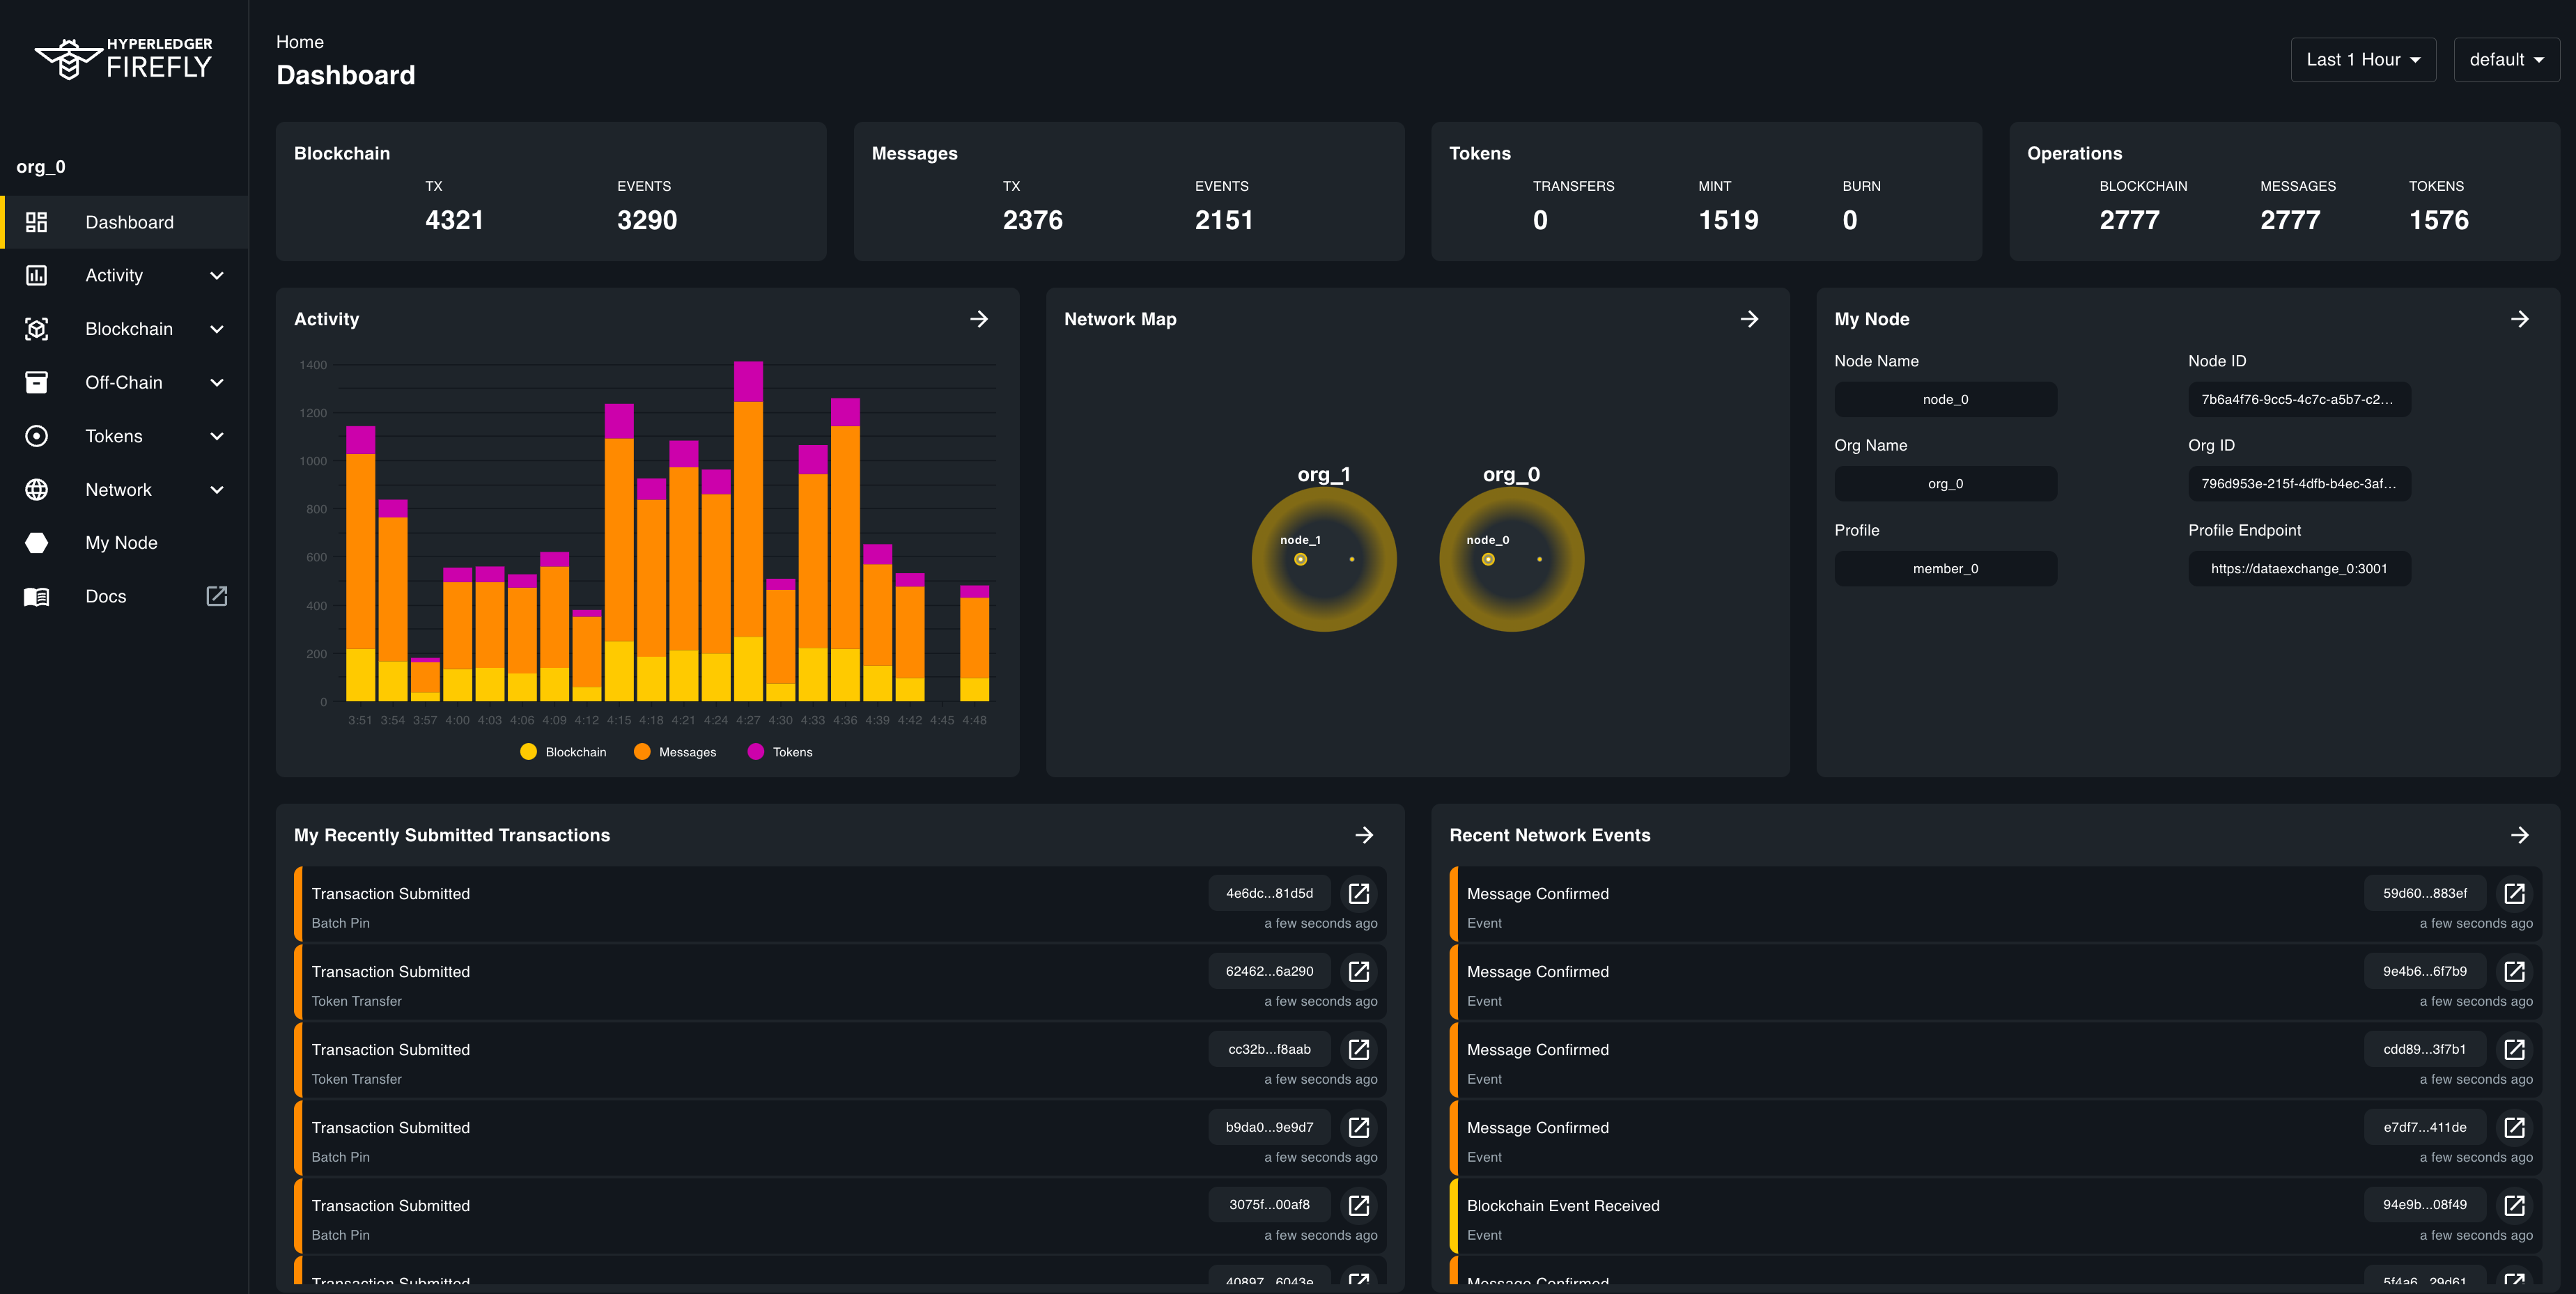 HYPERLEDGER
FIREFLY
org_0
Dashboard
Activity
Blockchain
Off-Chain
Tokens
Network
My Node
Docs
Home
Dashboard
Last 1 Hour
default
Blockchain
TX EVENTS
4321 3290
Messages
TX EVENTS
2376 2151
Tokens
TRANSFERS MINT BURN
0 1519 0
Operations
BLOCKCHAIN MESSAGES TOKENS
2777 2777 1576
Activity
1400
1200
1000
800
600
400
200
0
3:51 3:54 3:57 4:00 4:03 4:06 4:09 4:12 4:15 4:18 4:21 4:24 4:27 4:30 4:33 4:36 4:39 4:42 4:45 4:48
Blockchain Messages Tokens
Network Map
org_1 org_0
node_1 node_0
My Node
Node Name Node ID
node_0 7b6a4f76-9cc5-4c7c-a5b7-c2...
Org Name Org ID
org_0 796d953e-215f-4dfb-b4ec-3af...
Profile Profile Endpoint
member_0 https://dataexchange_0:3001
My Recently Submitted Transactions
Transaction Submitted 4e6dc...81d5d
Batch Pin a few seconds ago
Transaction Submitted 62462...6a290
Token Transfer a few seconds ago
Transaction Submitted cc32b...f8aab
Token Transfer a few seconds ago
Transaction Submitted b9da0...9e9d7
Batch Pin a few seconds ago
Transaction Submitted 3075f...00af8
Batch Pin a few seconds ago
Transaction Submitted 40897...6043e
Recent Network Events
Message Confirmed 59d60...883ef
Event a few seconds ago
Message Confirmed 9e4b6...6f7b9
Event a few seconds ago
Message Confirmed cdd89...3f7b1
Event a few seconds ago
Message Confirmed e7df7...411de
Event a few seconds ago
Blockchain Event Received 94e9b...08f49
Event a few seconds ago
Message Confirmed 5f4a6...29d61